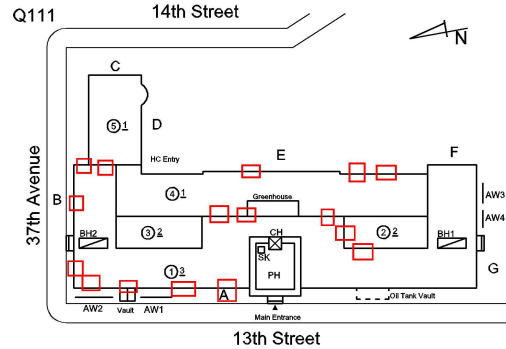 Q111
14th Street
N
C
⑤ 1
D
HC Entry
E
F
37th Avenue
B
④ 1
Greenhouse
AW3
AW4
BH2
③ 2
CH
SK
② 2
BH1
PH
G
① 3
A
AW2
Vault
AW1
Oil Tank Vault
Main Entrance
13th Street